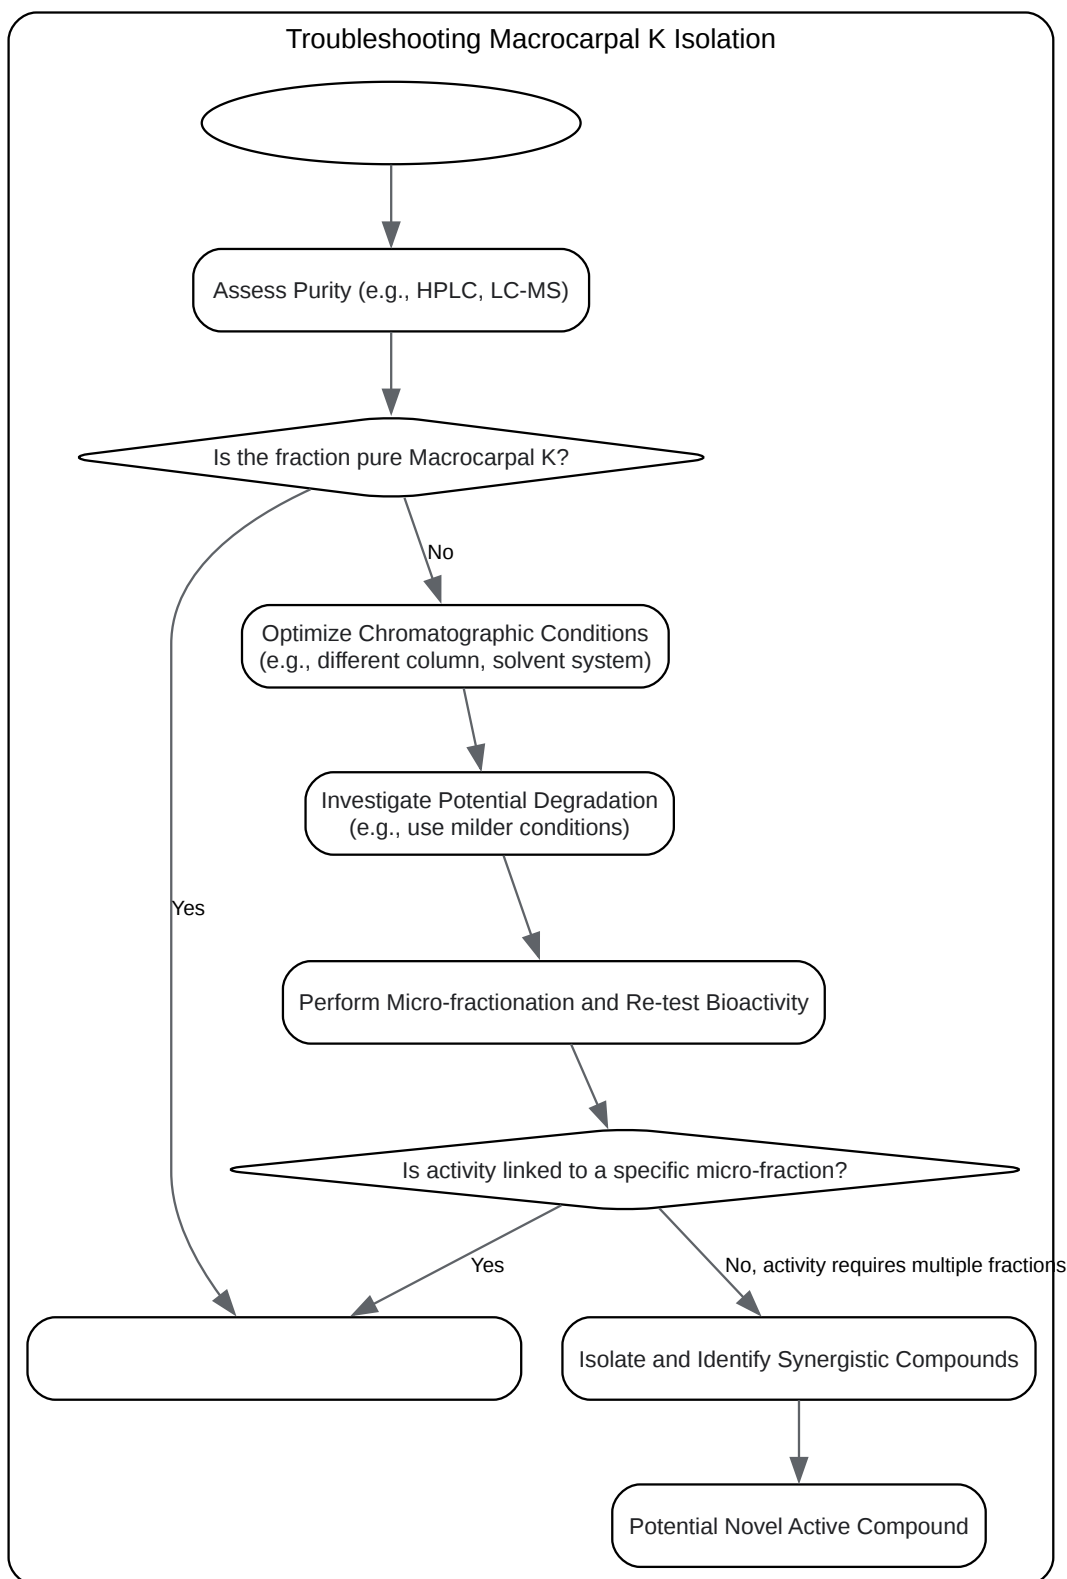 Troubleshooting Macrocarpal K Isolation
Assess Purity (e.g., HPLC, LC-MS)
Is the fraction pure Macrocarpal K?
No
Optimize Chromatographic Conditions
(e.g., different column, solvent system)
Investigate Potential Degradation
(e.g., use milder conditions)
Yes
Perform Micro-fractionation and Re-test Bioactivity
Is activity linked to a specific micro-fraction?
Yes
No, activity requires multiple fractions
Isolate and Identify Synergistic Compounds
Potential Novel Active Compound